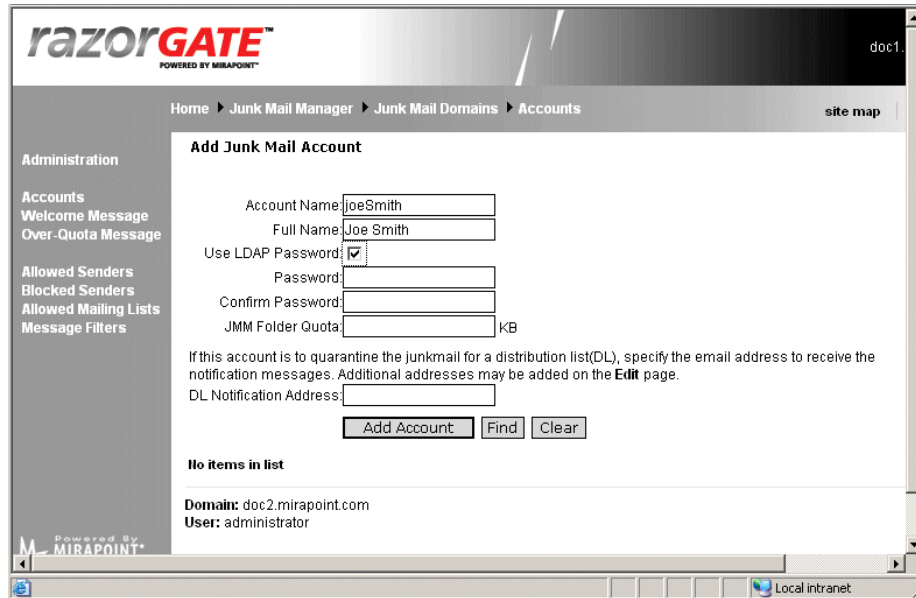 razorGATE™
POWERED BY MIRAPOINT™
doc1.
Home Junk Mail Manager Junk Mail Domains Accounts
site map
Administration
Accounts
Welcome Message
Over-Quota Message
Allowed Senders
Blocked Senders
Allowed Mailing Lists
Message Filters
Add Junk Mail Account
Account Name: joeSmith
Full Name: Joe Smith
Use LDAP Password:
Password:
Confirm Password:
JMM Folder Quota: KB
If this account is to quarantine the junkmail for a distribution list(DL), specify the email address to receive the
notification messages. Additional addresses may be added on the Edit page.
DL Notification Address:
Add Account Find Clear
No items in list
Domain: doc2.mirapoint.com
User: administrator
Powered By
MIRAPOINT
Local intranet